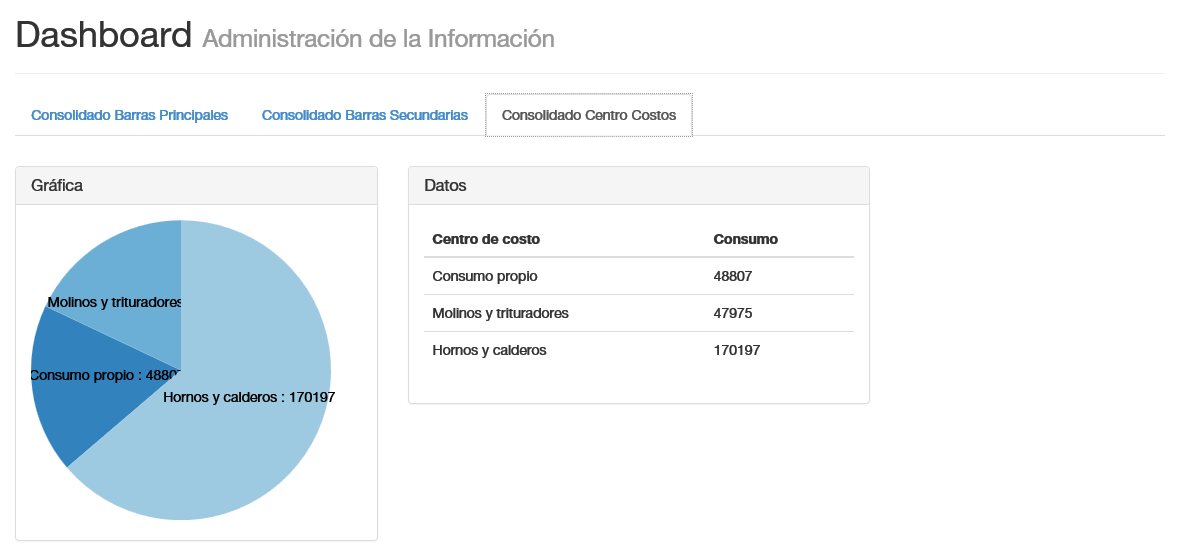 Dashboard Administración de la Información
Consolidado Barras Principales Consolidado Barras Secundarias Consolidado Centro Costos
Gráfica
Molinos y trituradores
Consumo propio : 4880
Hornos y calderos : 170197
Datos
Centro de costo Consumo
Consumo propio 48807
Molinos y trituradores 47975
Hornos y calderos 170197